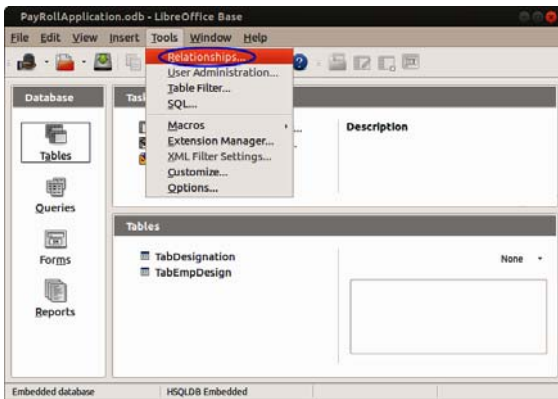 PayRollApplication.odb - LibreOffice Base
File Edit View Insert Tools Window Help
Relationships...
User Administration...
Table Filter...
SQL...
Macros
Extension Manager...
XML Filter Settings...
Customize...
Options...
Database
Tas
Description
Tables
Queries
Forms
Reports
Tables
TabDesignation
TabEmpDesign
None
Embedded database HSQLDB Embedded